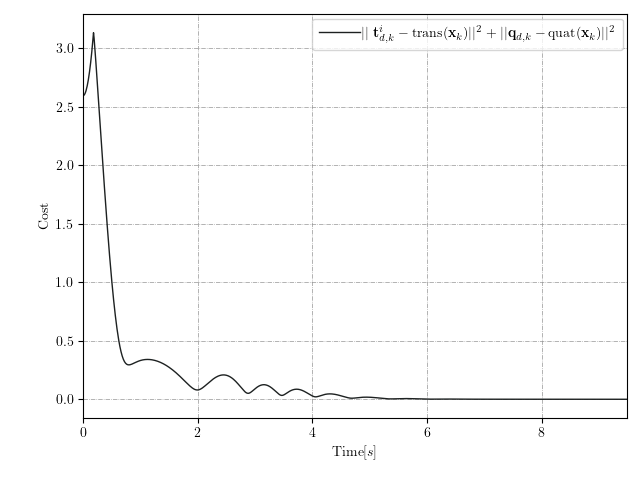 || t^i_{d,k} − trans(x_k)||² + ||q_{d,k} − quat(x_k)||²
3.0
2.5
2.0
1.5
1.0
0.5
0.0
Cost
0 2 4 6 8
Time[s]